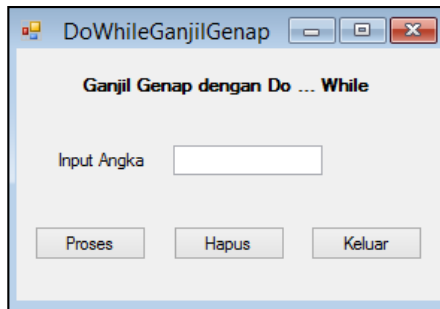 DoWhileGanjilGenap
Ganjil Genap dengan Do ... While
Input Angka
Proses Hapus Keluar